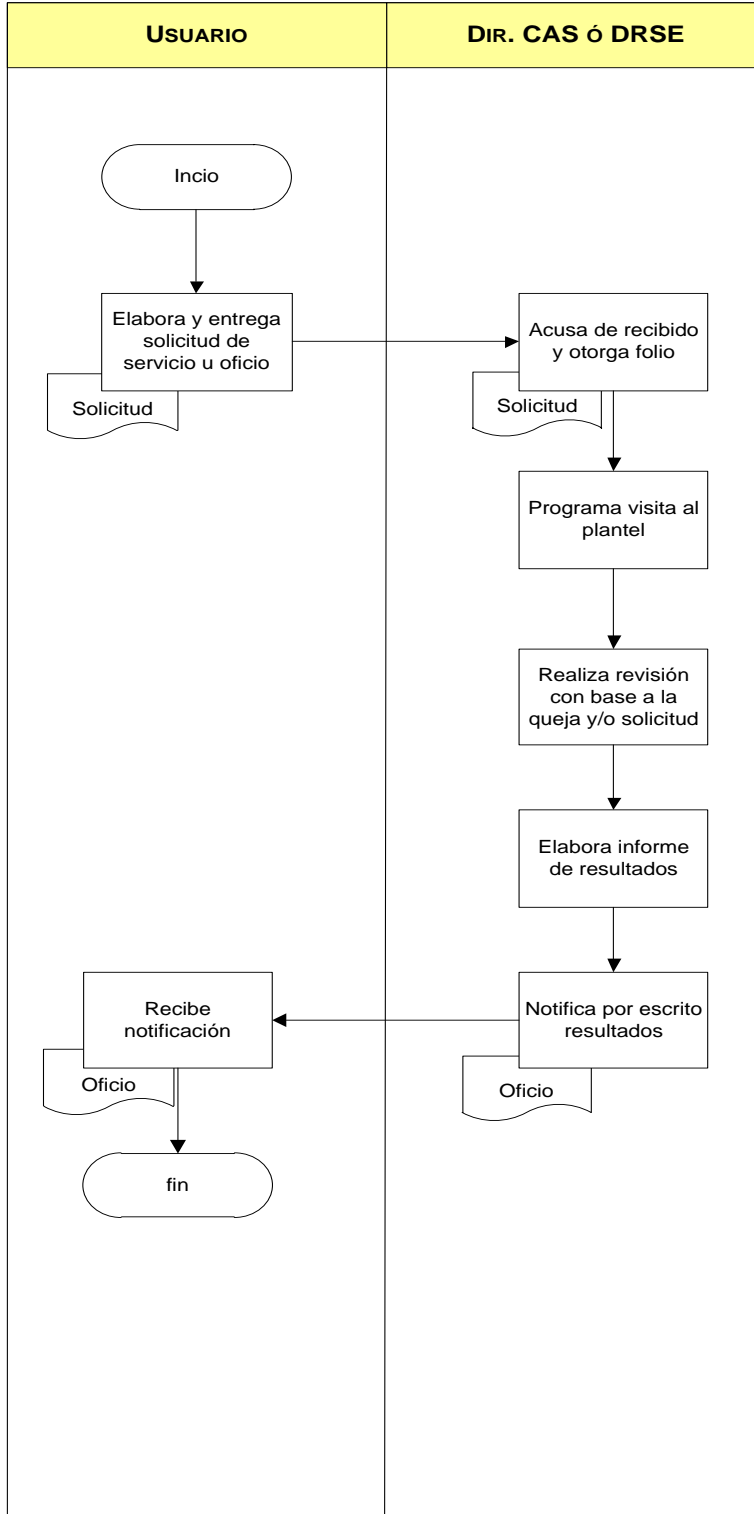 USUARIO
DIR. CAS Ó DRSE
Incio
Elabora y entrega
solicitud de
servicio u oficio
Solicitud
Acusa de recibido
y otorga folio
Solicitud
Programa visita al
plantel
Realiza revisión
con base a la
queja y/o solicitud
Elabora informe
de resultados
Notifica por escrito
resultados
Oficio
Recibe
notificación
Oficio
fin